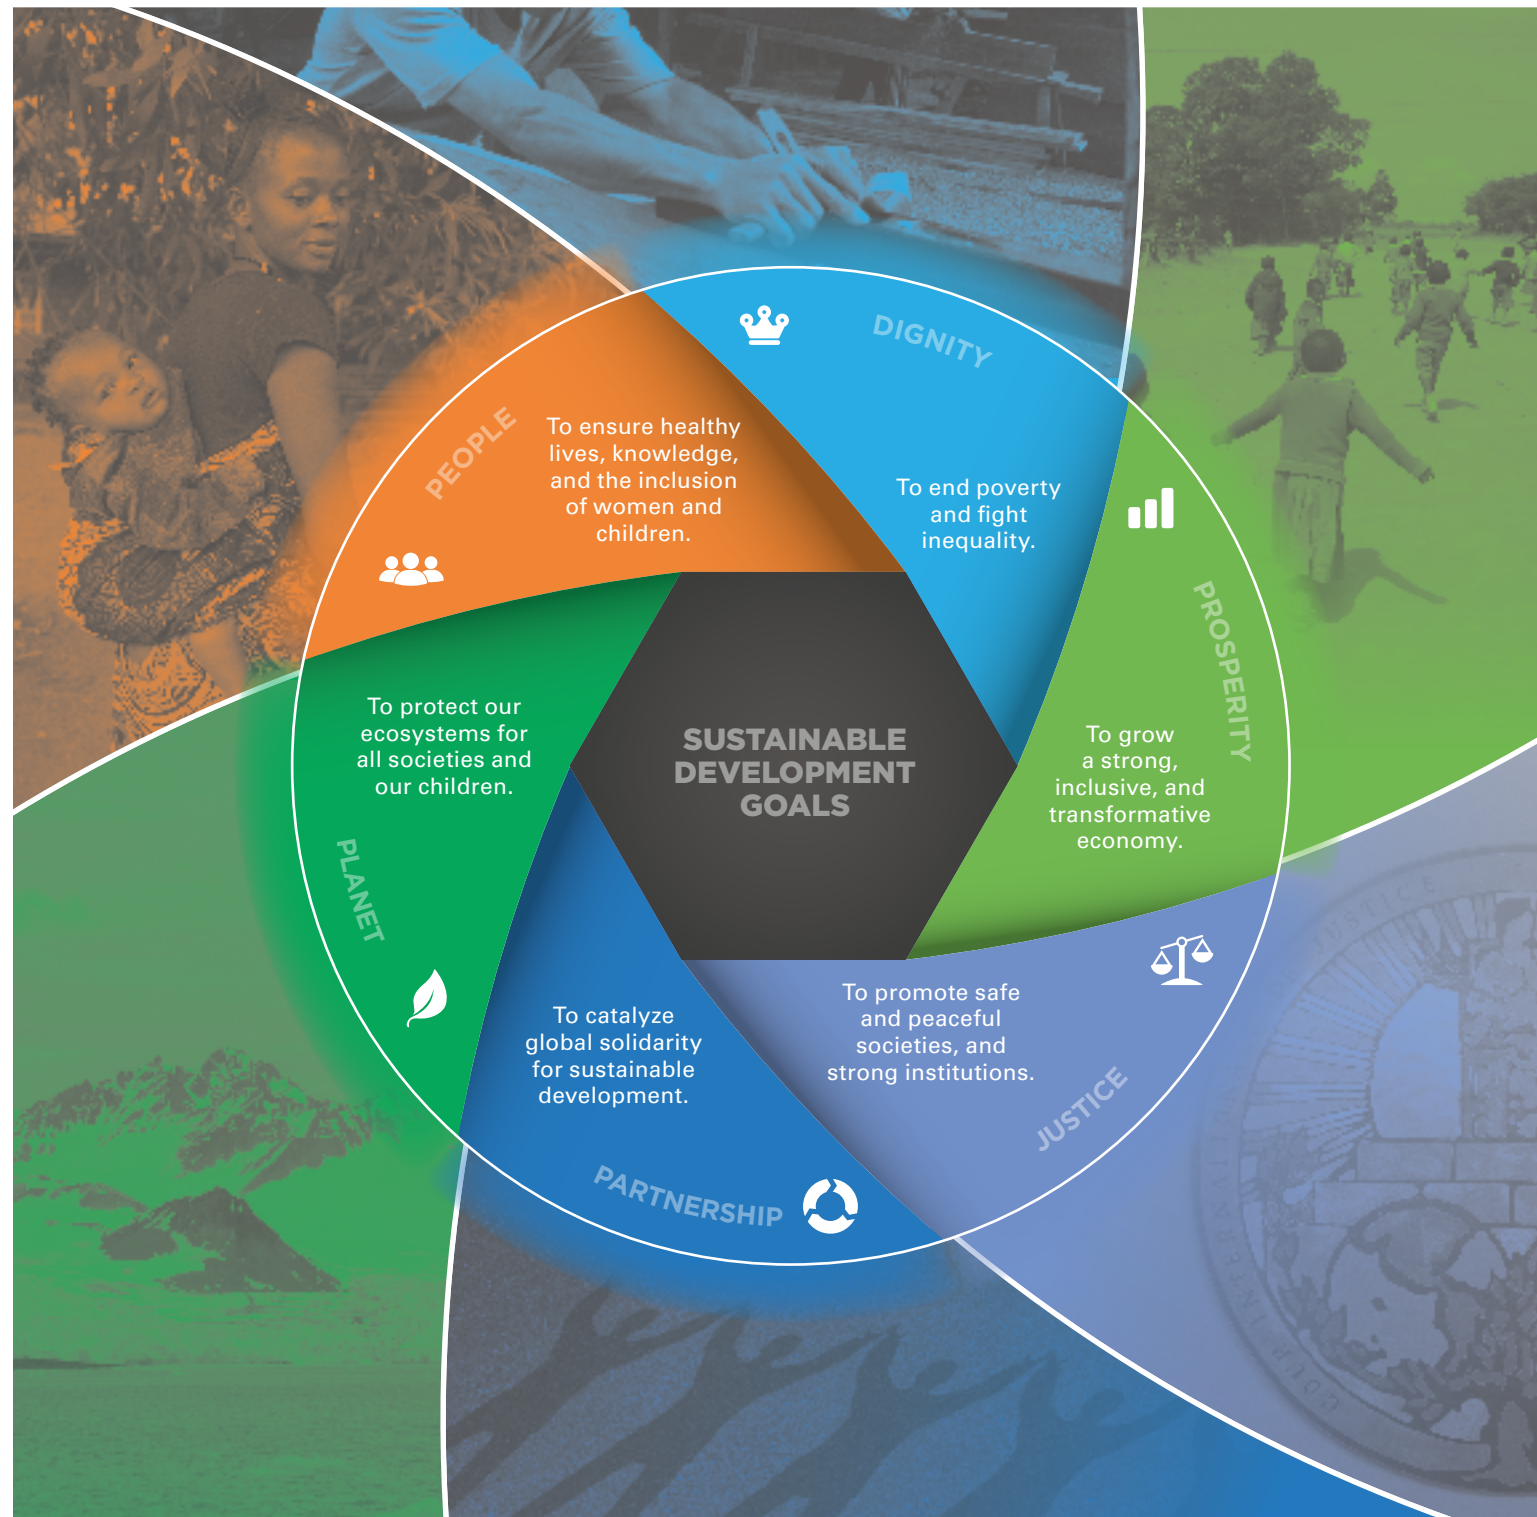 DIGNITY
To end poverty
and fight
inequality.
PROSPERITY
To grow
a strong,
inclusive, and
transformative
economy.
JUSTICE
To promote safe
and peaceful
societies, and
strong institutions.
PARTNERSHIP
To catalyze
global solidarity
for sustainable
development.
PLANET
To protect our
ecosystems for
all societies and
our children.
PEOPLE
To ensure healthy
lives, knowledge,
and the inclusion
of women and
children.
SUSTAINABLE
DEVELOPMENT
GOALS